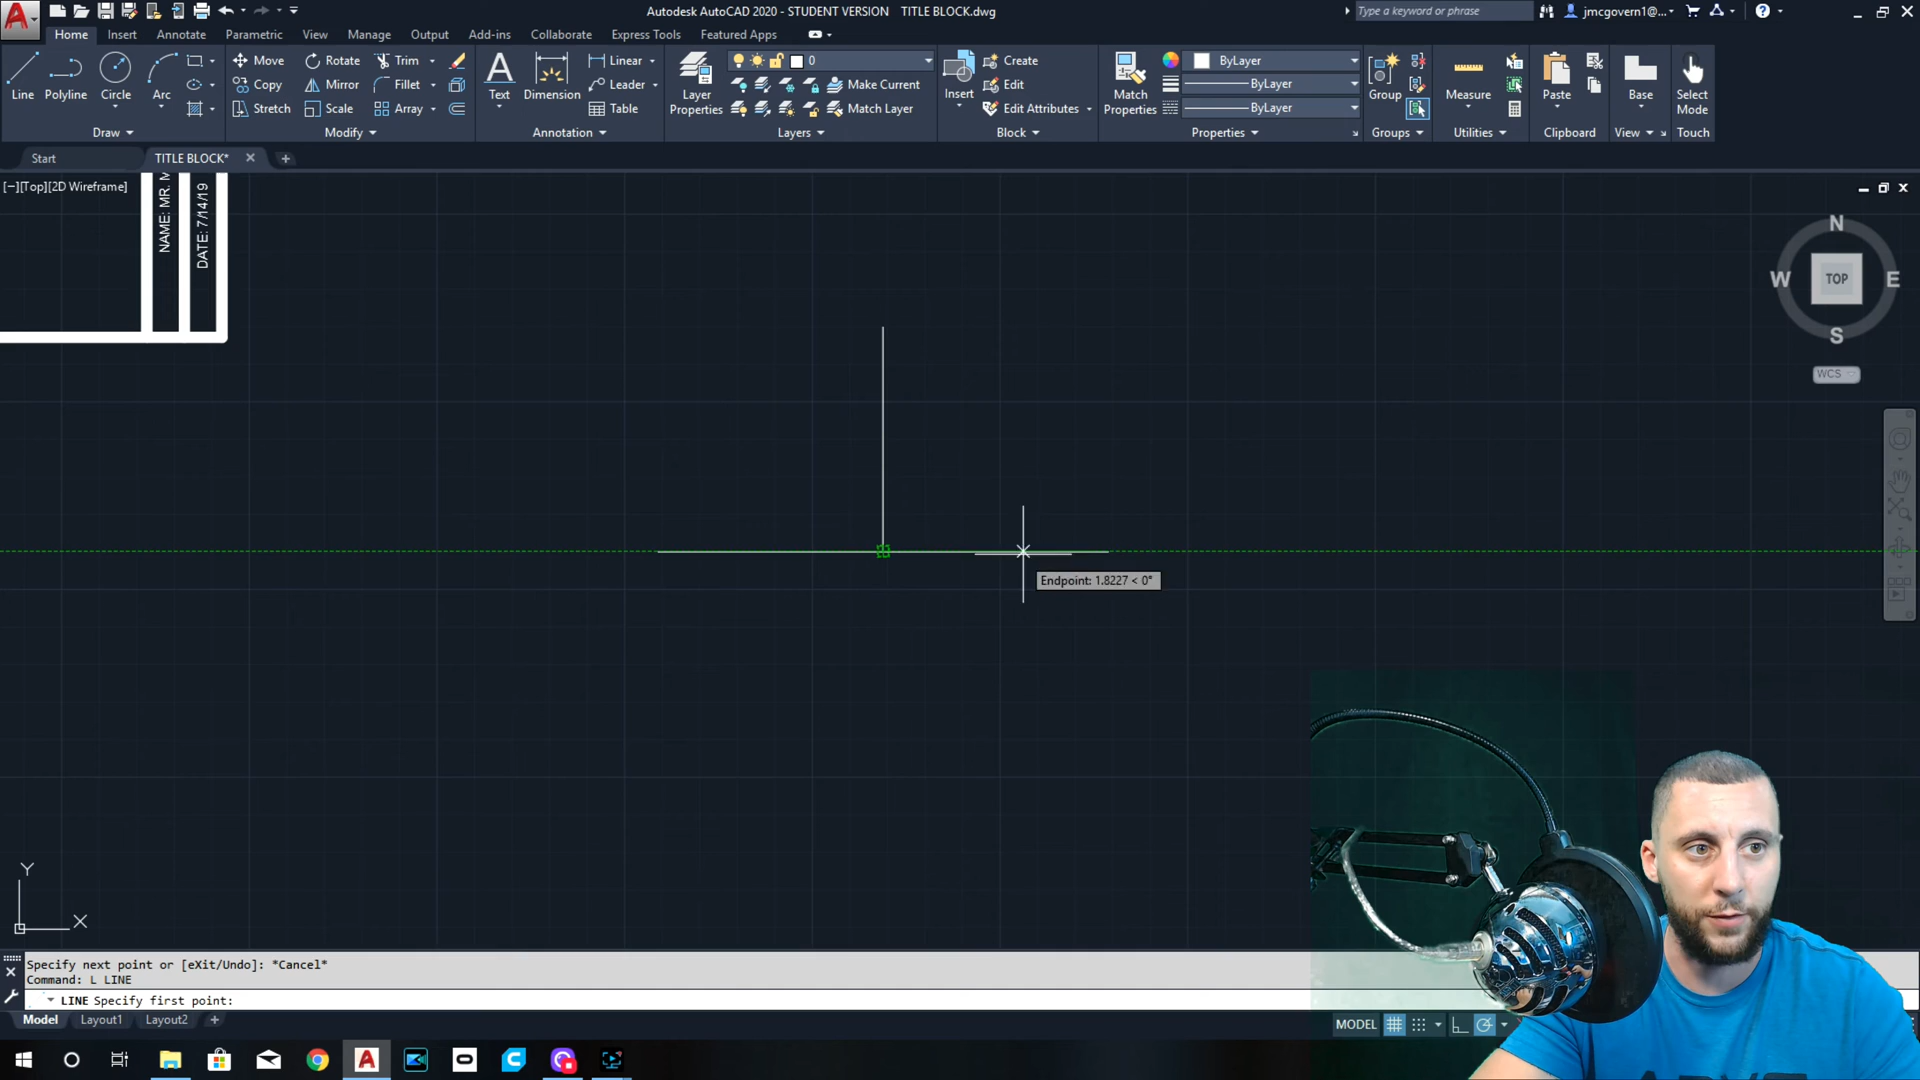 Autodesk AutoCAD 2020 - STUDENT VERSION TITLE BLOCK.dwg
Type a keyword or phrase
jmcgovern1@...
Home Insert Annotate Parametric View Manage Output Add-ins Collaborate Express Tools Featured Apps
Line Polyline Circle Arc
Draw
Move Rotate Trim
Copy Mirror Fillet
Stretch Scale Array
Modify
Text Dimension
Linear
Leader
Table
Annotation
Layer Properties
0
Make Current
Match Layer
Layers
Insert
Create
Edit
Edit Attributes
Block
Match Properties
ByLayer
ByLayer
ByLayer
Properties
Group
Groups
Measure
Utilities
Paste
Clipboard
Base
View
Select Mode
Touch
Start TITLE BLOCK*
[−][Top][2D Wireframe]
NAME: MR. M
DATE: 7/14/19
N
W TOP E
S
WCS
Endpoint: 1.8227 < 0°
Y
X
Specify next point or [eXit/Undo]: *Cancel*
Command: L LINE
LINE Specify first point:
Model Layout1 Layout2 +
MODEL